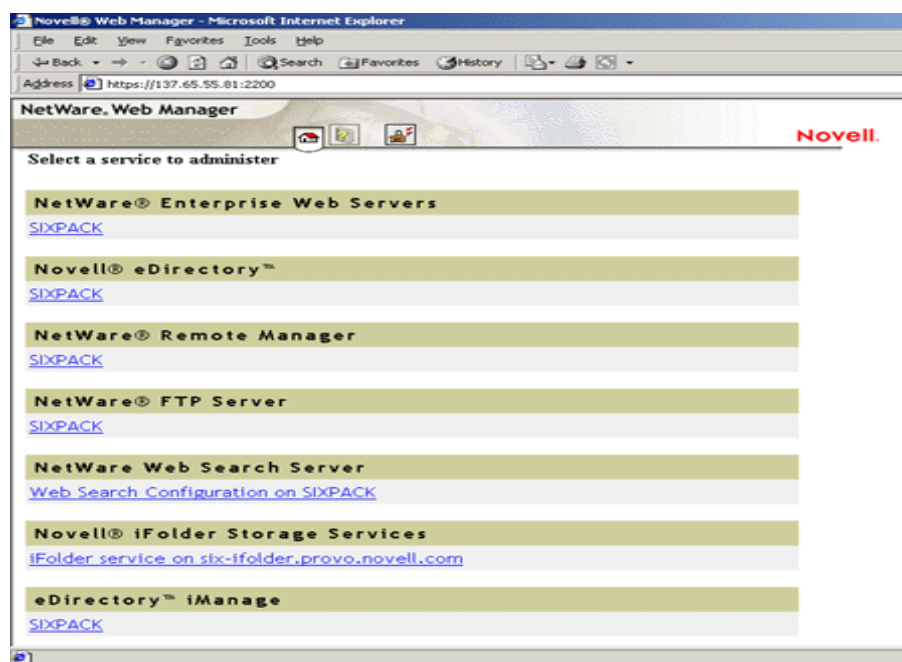 Novell® Web Manager - Microsoft Internet Explorer
File Edit View Favorites Tools Help
Back Search Favorites History
Address https://137.65.55.81:2200
NetWare® Web Manager
Novell.
Select a service to administer
NetWare® Enterprise Web Servers
SIXPACK
Novell® eDirectory™
SIXPACK
NetWare® Remote Manager
SIXPACK
NetWare® FTP Server
SIXPACK
NetWare Web Search Server
Web Search Configuration on SIXPACK
Novell® iFolder Storage Services
iFolder service on six-ifolder.provo.novell.com
eDirectory™ iManage
SIXPACK